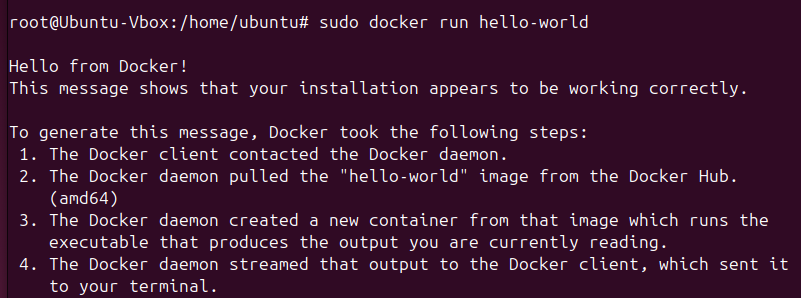 root@Ubuntu-Vbox:/home/ubuntu# sudo docker run hello-world
Hello from Docker!
This message shows that your installation appears to be working correctly.
To generate this message, Docker took the following steps:
1. The Docker client contacted the Docker daemon.
2. The Docker daemon pulled the "hello-world" image from the Docker Hub.
(amd64)
3. The Docker daemon created a new container from that image which runs the
executable that produces the output you are currently reading.
4. The Docker daemon streamed that output to the Docker client, which sent it
to your terminal.